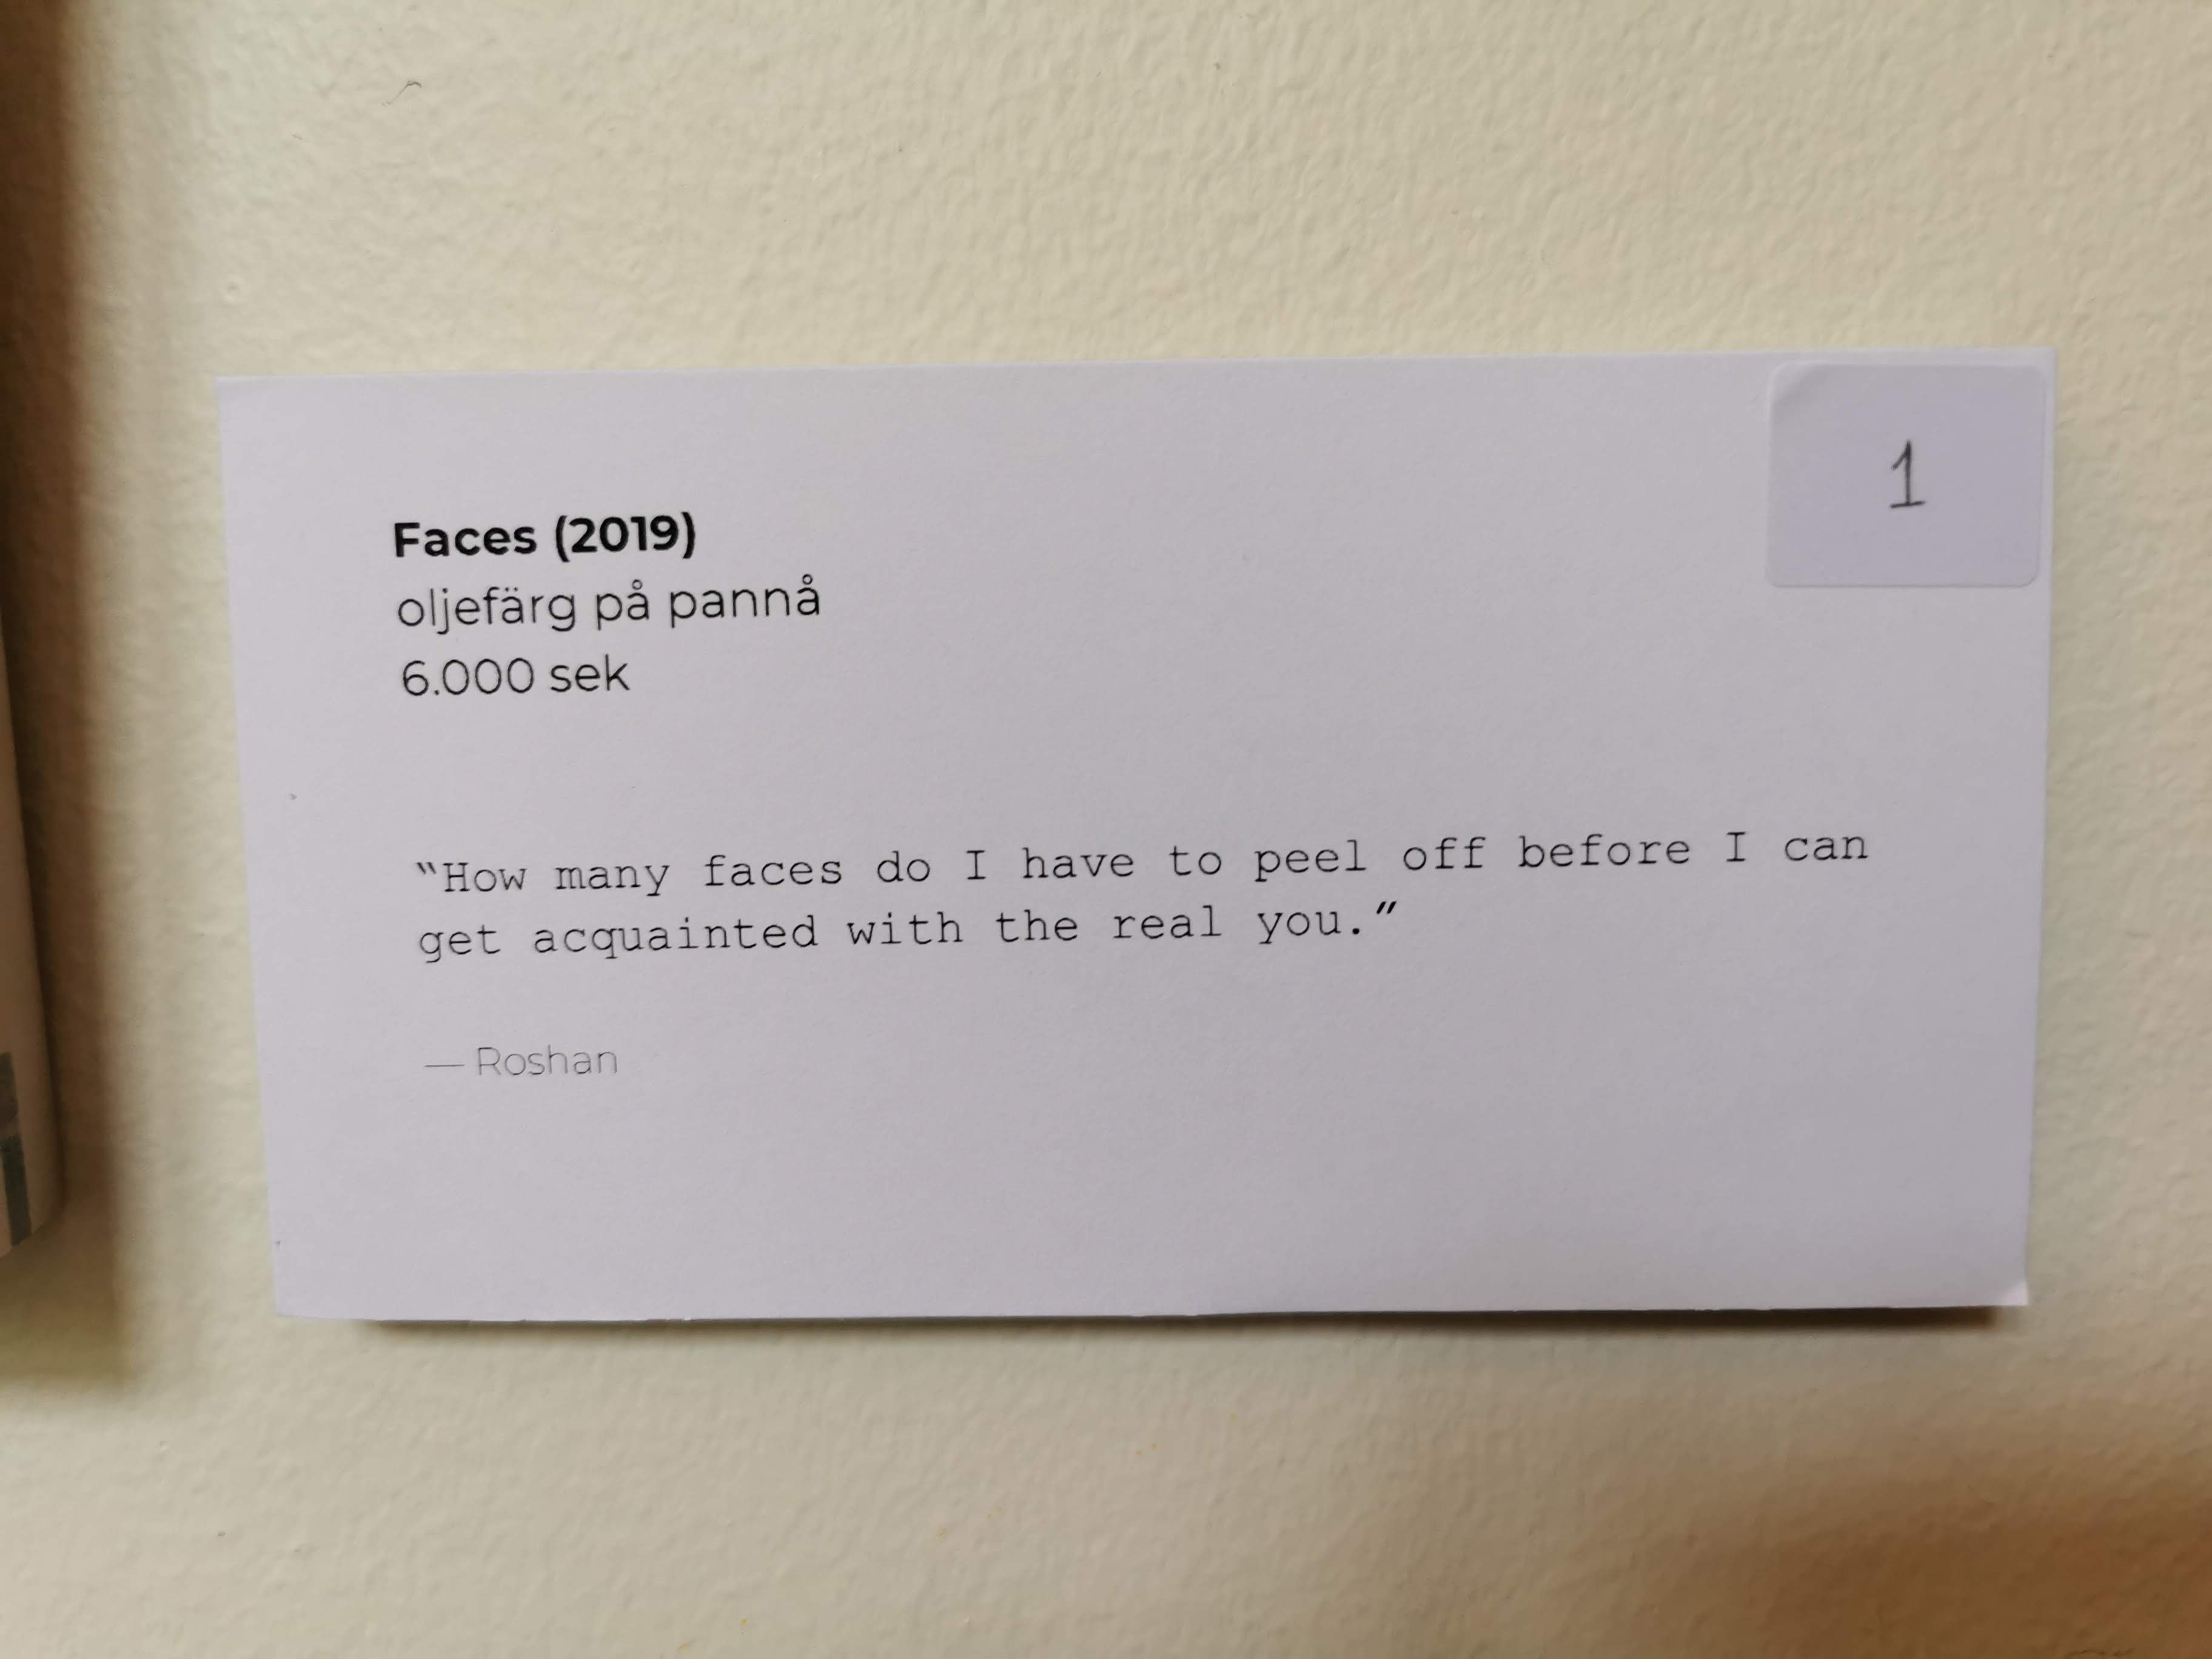 1
Faces (2019)
oljefärg på pannå
6.000 sek
“How many faces do I have to peel off before I can
get acquainted with the real you.”
— Roshan